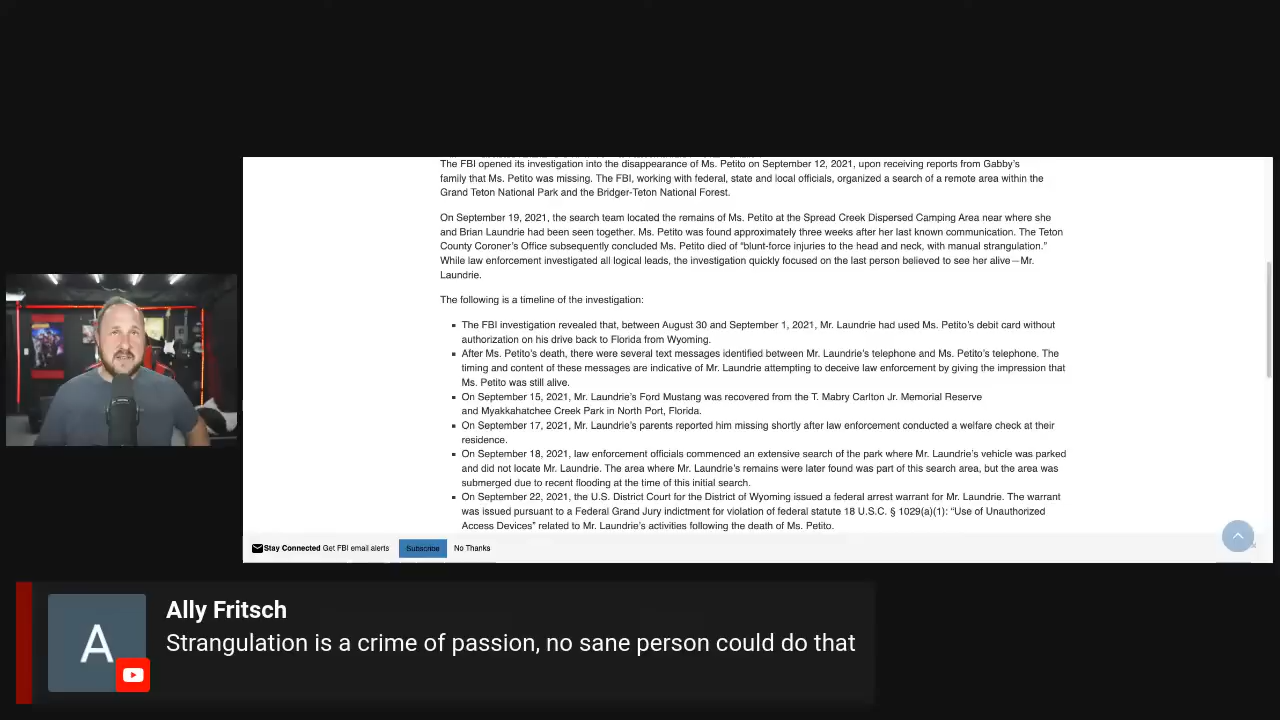 The FBI opened its investigation into the disappearance of Ms. Petito on September 12, 2021, upon receiving reports from Gabby's
family that Ms. Petito was missing. The FBI, working with federal, state and local officials, organized a search of a remote area within the
Grand Teton National Park and the Bridger-Teton National Forest.
On September 19, 2021, the search team located the remains of Ms. Petito at the Spread Creek Dispersed Camping Area near where she
and Brian Laundrie had been seen together. Ms. Petito was found approximately three weeks after her last known communication. The Teton
County Coroner's Office subsequently concluded Ms. Petito died of "blunt-force injuries to the head and neck, with manual strangulation."
While law enforcement investigated all logical leads, the investigation quickly focused on the last person believed to see her alive—Mr.
Laundrie.
The following is a timeline of the investigation:
The FBI investigation revealed that, between August 30 and September 1, 2021, Mr. Laundrie had used Ms. Petito's debit card without
authorization on his drive back to Florida from Wyoming.
After Ms. Petito's death, there were several text messages identified between Mr. Laundrie's telephone and Ms. Petito's telephone. The
timing and content of these messages are indicative of Mr. Laundrie attempting to deceive law enforcement by giving the impression that
Ms. Petito was still alive.
On September 15, 2021, Mr. Laundrie's Ford Mustang was recovered from the T. Mabry Carlton Jr. Memorial Reserve
and Myakkahatchee Creek Park in North Port, Florida.
On September 17, 2021, Mr. Laundrie's parents reported him missing shortly after law enforcement conducted a welfare check at their
residence.
On September 18, 2021, law enforcement officials commenced an extensive search of the park where Mr. Laundrie's vehicle was parked
and did not locate Mr. Laundrie. The area where Mr. Laundrie's remains were later found was part of this search area, but the area was
submerged due to recent flooding at the time of this initial search.
On September 22, 2021, the U.S. District Court for the District of Wyoming issued a federal arrest warrant for Mr. Laundrie. The warrant
was issued pursuant to a Federal Grand Jury indictment for violation of federal statute 18 U.S.C. § 1029(a)(1): "Use of Unauthorized
Access Devices" related to Mr. Laundrie's activities following the death of Ms. Petito.
Stay Connected Get FBI email alerts Subscribe No Thanks
A
Ally Fritsch
Strangulation is a crime of passion, no sane person could do that